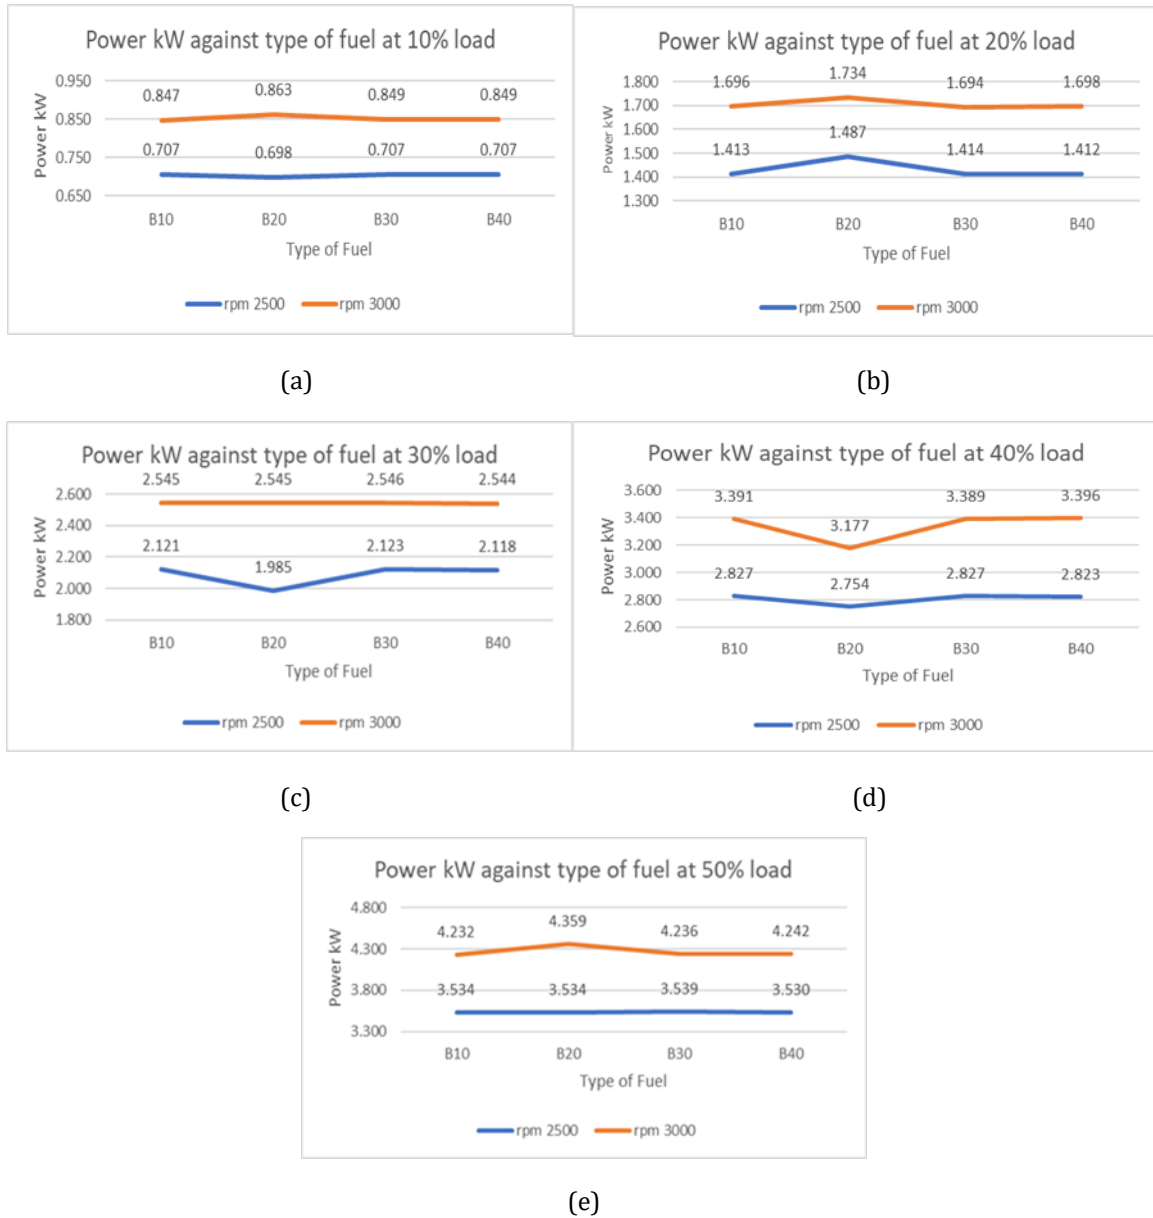 Power kW against type of fuel at 10% load
Power kW
0.950
0.850
0.750
0.650
0.847 0.863 0.849 0.849
0.707 0.698 0.707 0.707
B10 B20 B30 B40
Type of Fuel
rpm 2500 rpm 3000
(a)
Power kW against type of fuel at 20% load
Power kW
1.800
1.700
1.600
1.500
1.400
1.300
1.696 1.734 1.694 1.698
1.413 1.487 1.414 1.412
B10 B20 B30 B40
Type of Fuel
rpm 2500 rpm 3000
(b)
Power kW against type of fuel at 30% load
Power kW
2.600
2.400
2.200
2.000
1.800
2.545 2.545 2.546 2.544
2.121 1.985 2.123 2.118
B10 B20 B30 B40
Type of Fuel
rpm 2500 rpm 3000
(c)
Power kW against type of fuel at 40% load
Power kW
3.600
3.400
3.200
3.000
2.800
2.600
3.391 3.177 3.389 3.396
2.827 2.754 2.827 2.823
B10 B20 B30 B40
Type of Fuel
rpm 2500 rpm 3000
(d)
Power kW against type of fuel at 50% load
Power kW
4.800
4.300
3.800
3.300
4.232 4.359 4.236 4.242
3.534 3.534 3.539 3.530
B10 B20 B30 B40
Type of Fuel
rpm 2500 rpm 3000
(e)